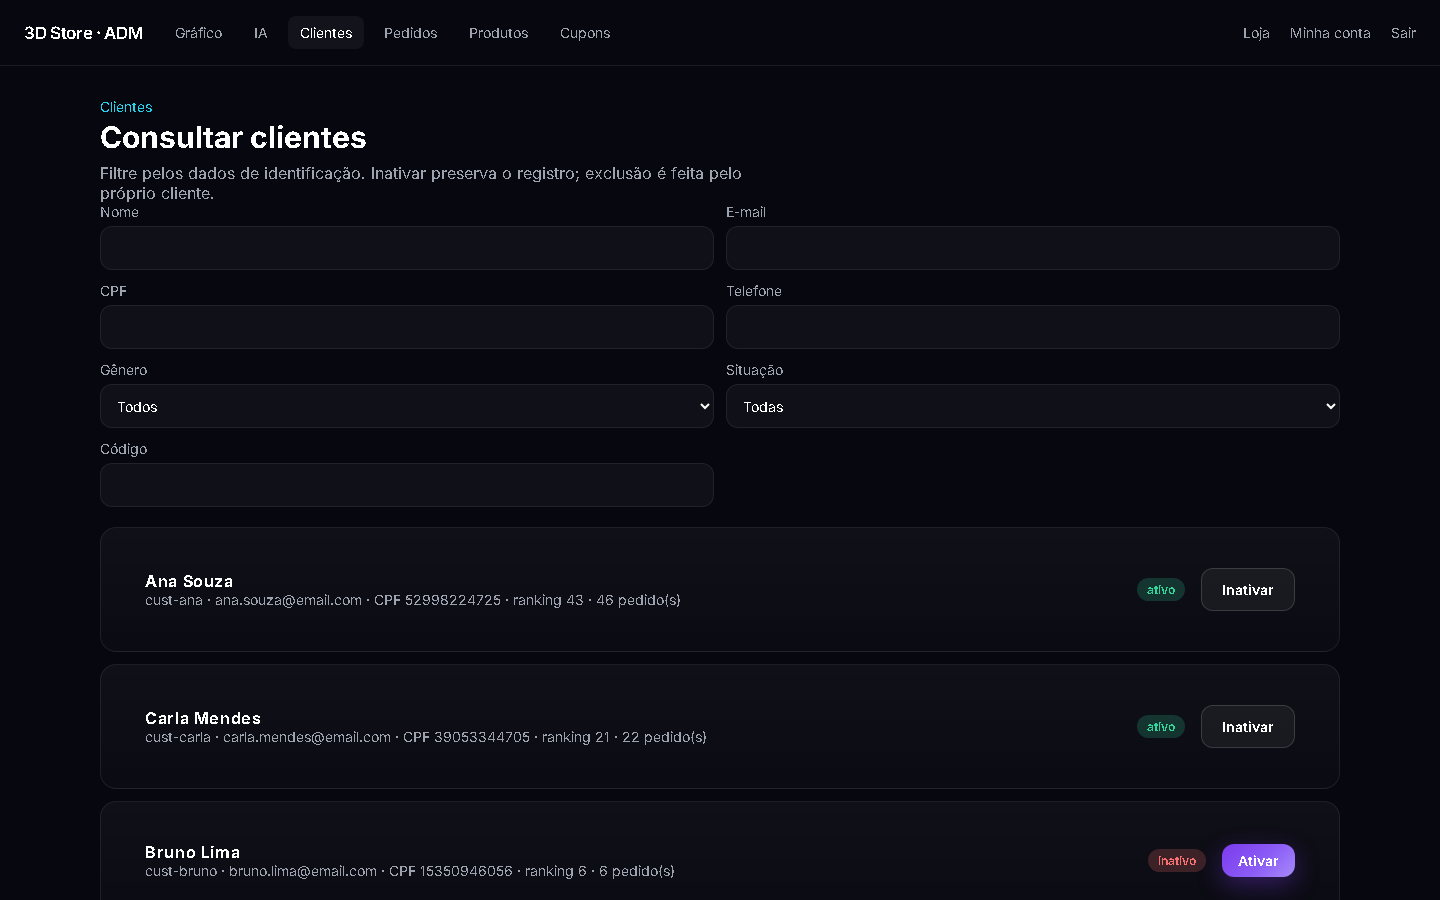 3D Store · ADM Gráfico IA Clientes Pedidos Produtos Cupons Loja Minha conta Sair
Clientes
Consultar clientes
Filtre pelos dados de identificação. Inativar preserva o registro; exclusão é feita pelo
próprio cliente.
Nome E-mail
CPF Telefone
Gênero Situação
Todos Todas
Código
Ana Souza
cust-ana · ana.souza@email.com · CPF 52998224725 · ranking 43 · 46 pedido(s)
ativo Inativar
Carla Mendes
cust-carla · carla.mendes@email.com · CPF 39053344705 · ranking 21 · 22 pedido(s)
ativo Inativar
Bruno Lima
cust-bruno · bruno.lima@email.com · CPF 15350946056 · ranking 6 · 6 pedido(s)
inativo Ativar